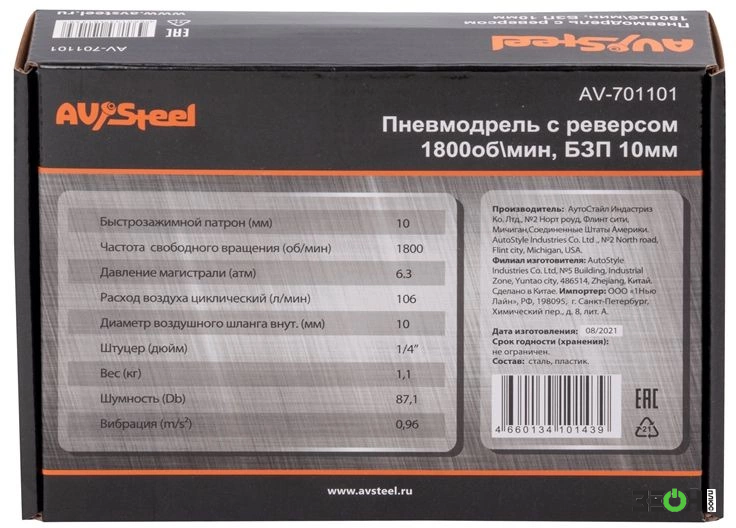 www.avsteel.ru
Пневмодрель с реверсом
1800об\мин, БЗП 10мм
AV-701101
EAC
AV Steel
AV Steel
AV-701101
Пневмодрель с реверсом
1800об\мин, БЗП 10мм
Быстрозажимной патрон (мм) 10
Частота свободного вращения (об/мин) 1800
Давление магистрали (атм) 6.3
Расход воздуха циклический (л/мин) 106
Диаметр воздушного шланга внут. (мм) 10
Штуцер (дюйм) 1/4"
Вес (кг) 1,1
Шумность (Db) 87,1
Вибрация (m/s²) 0,96
Производитель: АутоСтайл Индастриз
Ко. Лтд., №2 Норт роуд, Флинт сити,
Мичиган,Соединенные Штаты Америки.
AutoStyle Industries Co. Ltd ., №2 North road,
Flint city, Michigan, USA.
Филиал изготовителя: AutoStyle
Industries Co. Ltd, №5 Building, Industrial
Zone, Yuntao city, 486514, Zhejiang, Китай.
Сделано в Китае. Импортер: ООО «1Нью
Лайн», РФ, 198095, г. Санкт-Петербург,
Химический пер., д. 8, лит. А.
Дата изготовления: 08/2021
Срок годности (хранения):
не ограничен.
Состав: сталь, пластик.
4 660134 101439
EAC
21
www.avsteel.ru